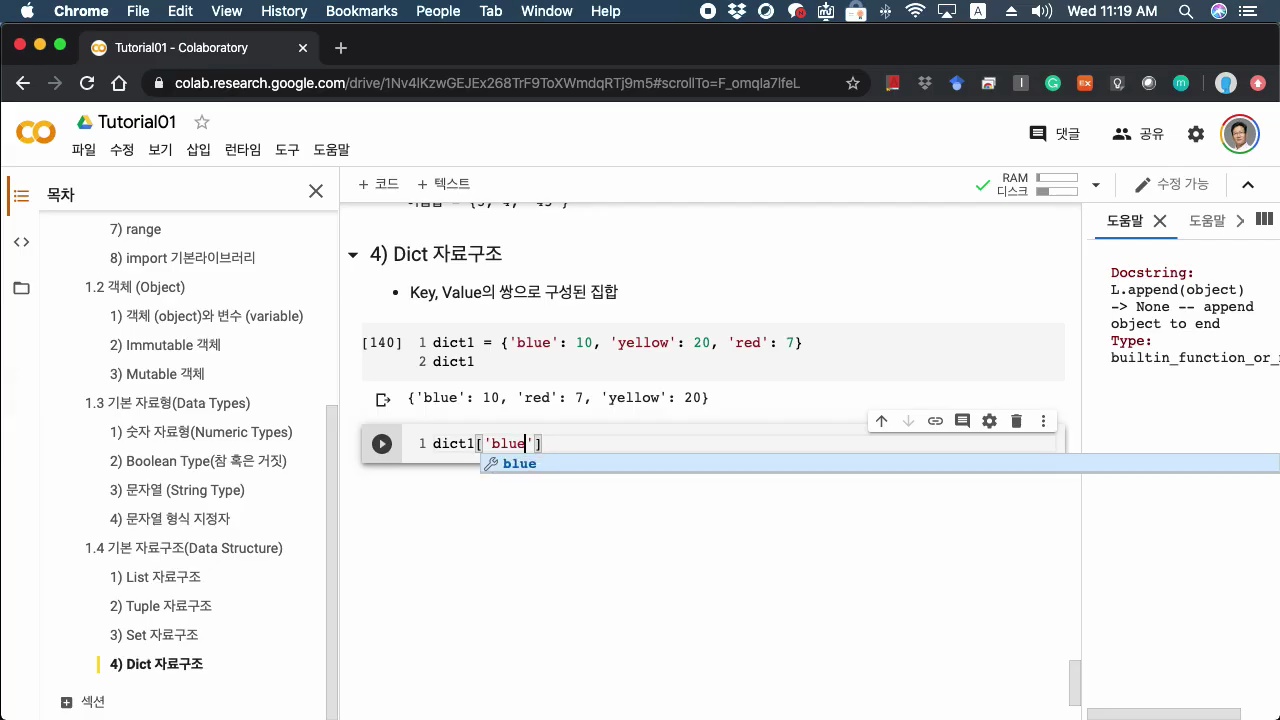 Chrome File Edit View History Bookmarks People Tab Window Help A Wed 11:19 AM
Tutorial01 - Colaboratory
colab.research.google.com/drive/1Nv4lKzwGEJEx268TrF9ToXWmdqRTj9m5#scrollTo=F_omqla7lfeL
CO Tutorial01
파일 수정 보기 삽입 런타임 도구 도움말
댓글 공유
목차
+ 코드 + 텍스트
RAM
디스크
수정 가능
7) range
8) import 기본라이브러리
1.2 객체 (Object)
1) 객체 (object)와 변수 (variable)
2) Immutable 객체
3) Mutable 객체
1.3 기본 자료형(Data Types)
1) 숫자 자료형(Numeric Types)
2) Boolean Type(참 혹은 거짓)
3) 문자열 (String Type)
4) 문자열 형식 지정자
1.4 기본 자료구조(Data Structure)
1) List 자료구조
2) Tuple 자료구조
3) Set 자료구조
4) Dict 자료구조
섹션
4) Dict 자료구조
• Key, Value의 쌍으로 구성된 집합
[140] 1 dict1 = {'blue': 10, 'yellow': 20, 'red': 7}
2 dict1
{'blue': 10, 'red': 7, 'yellow': 20}
1 dict1['blue']
blue
도움말 도움말
Docstring:
L.append(object)
-> None -- append
object to end
Type:
builtin_function_or_